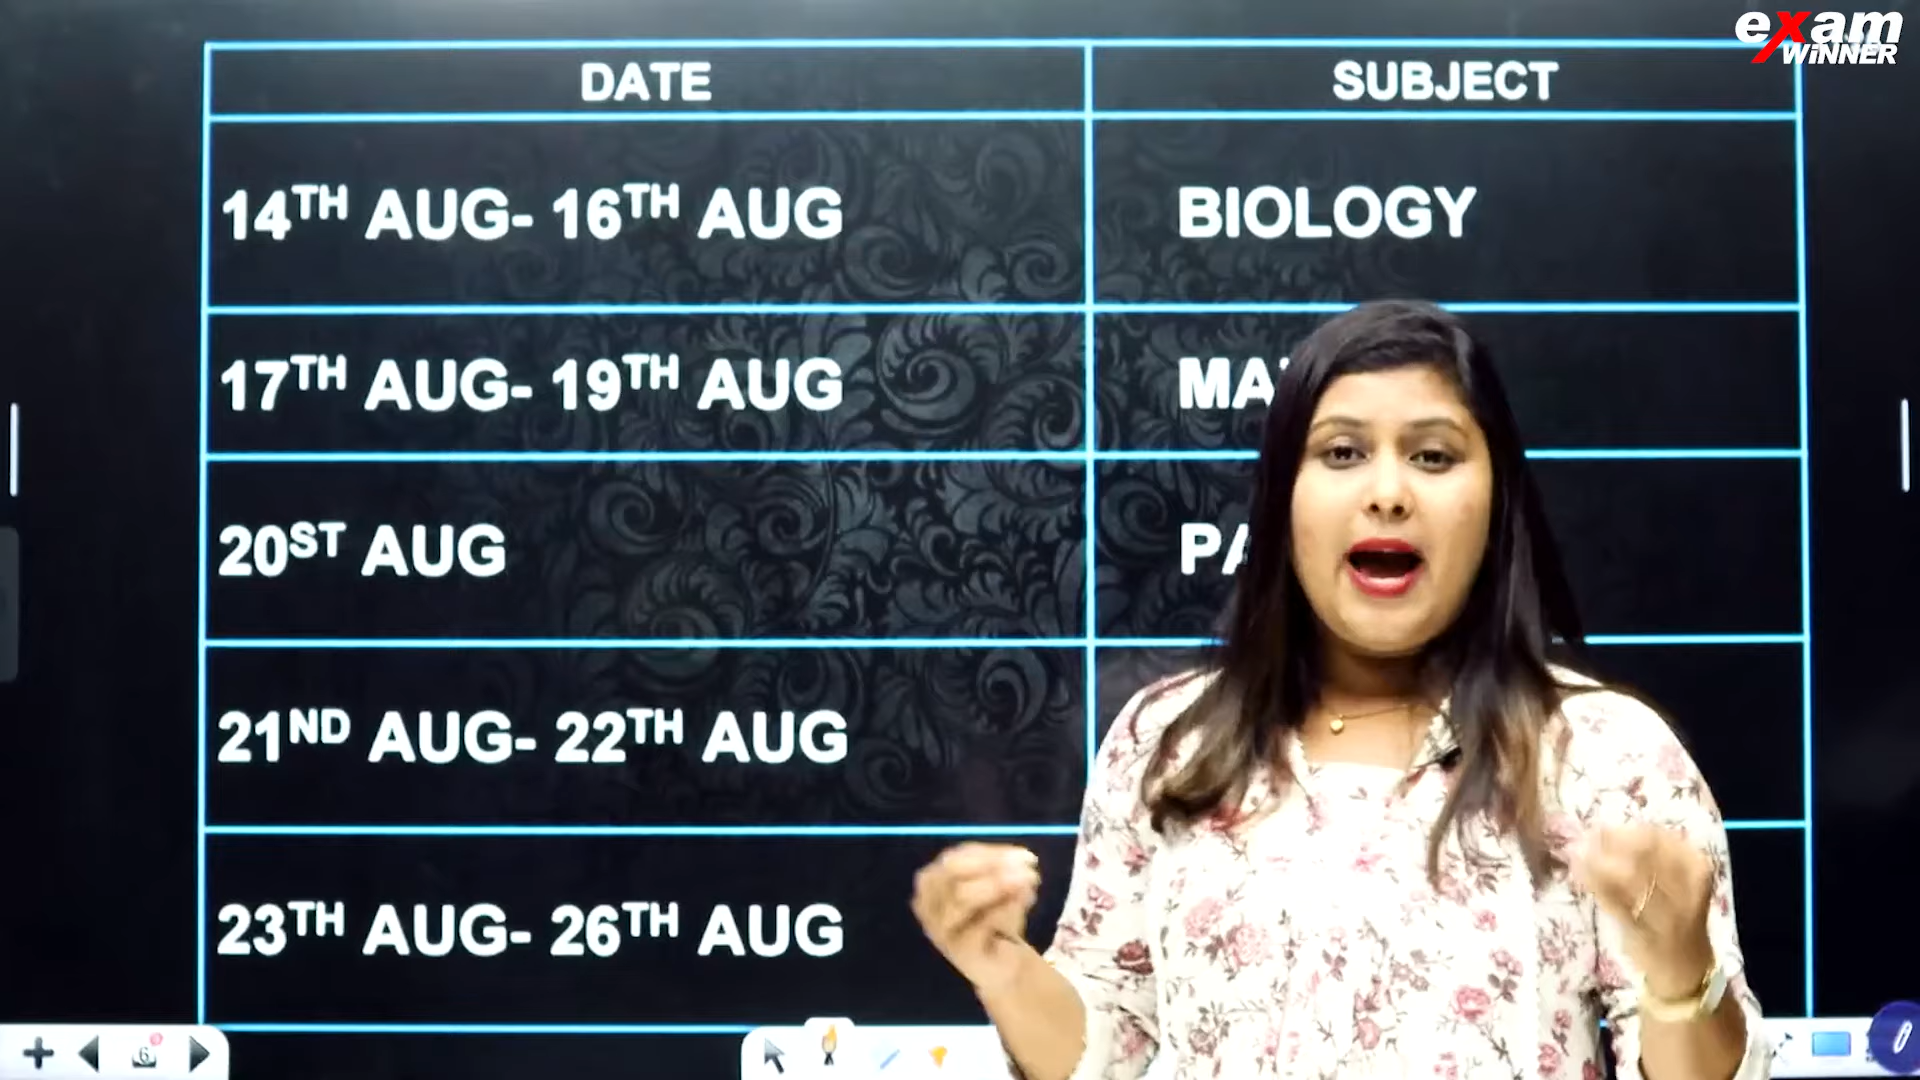 exam
WiNNER
DATE SUBJECT
14TH AUG- 16TH AUG BIOLOGY
17TH AUG- 19TH AUG
20ST AUG
21ND AUG- 22TH AUG
23TH AUG- 26TH AUG
6